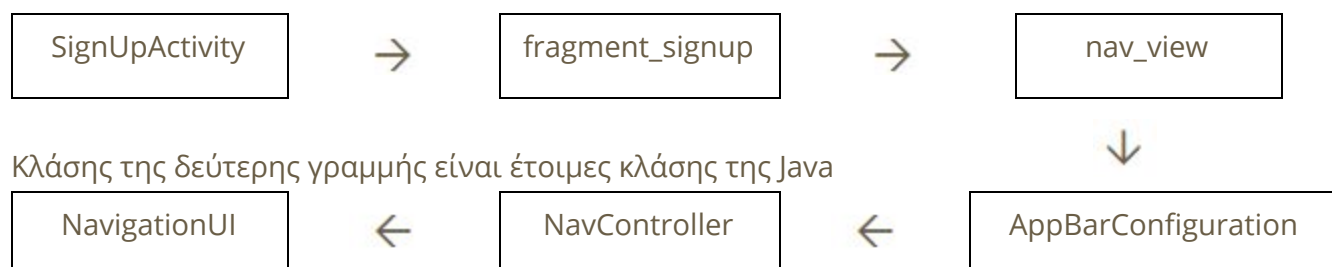 SignUpActivity → fragment_signup → nav_view
↓
Κλάσης της δεύτερης γραμμής είναι έτοιμες κλάσης της Java
NavigationUI ← NavController ← AppBarConfiguration